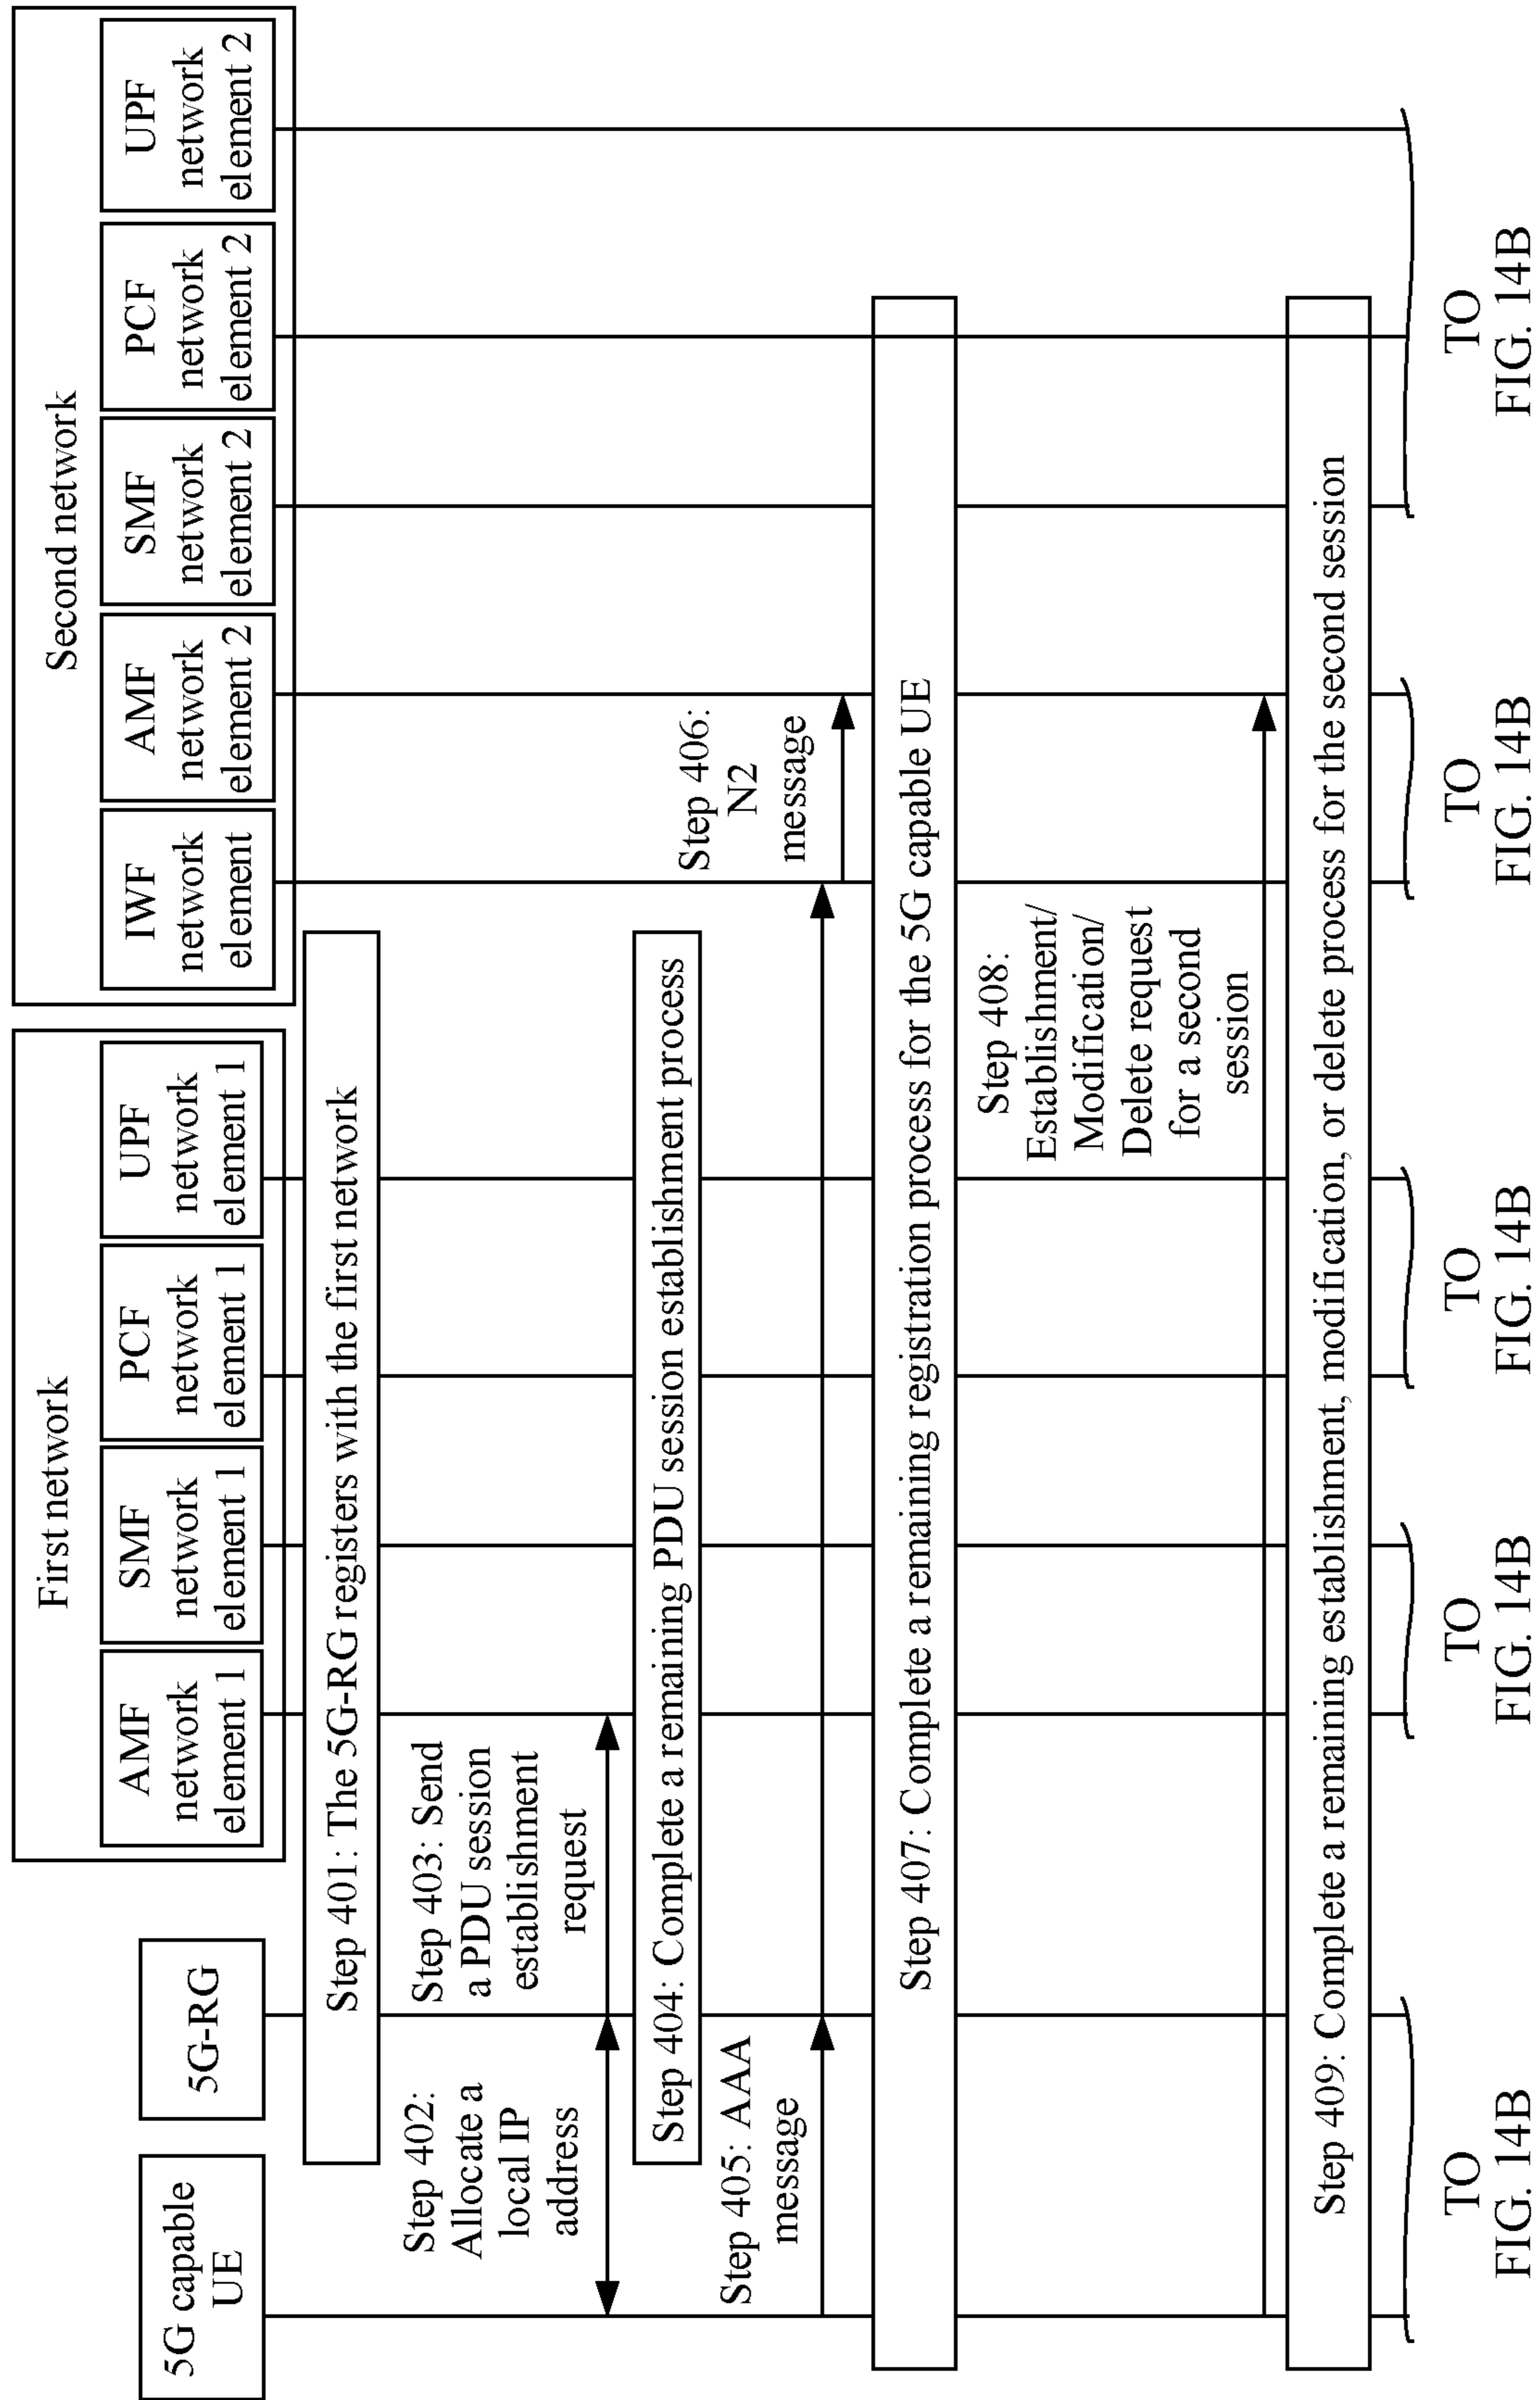 5G capable
UE
5G-RG
First network
AMF
network
element 1
SMF
network
element 1
PCF
network
element 1
UPF
network
element 1
Second network
IWF
network
element
AMF
network
element 2
SMF
network
element 2
PCF
network
element 2
UPF
network
element 2
Step 401: The 5G-RG registers with the first network
Step 402:
Allocate a
local IP
address
Step 403: Send
a PDU session
establishment
request
Step 404: Complete a remaining PDU session establishment process
Step 405: AAA
message
Step 406:
N2
message
Step 407: Complete a remaining registration process for the 5G capable UE
Step 408:
Establishment/
Modification/
Delete request
for a second
session
Step 409: Complete a remaining establishment, modification, or delete process for the second session
TO
FIG. 14B
TO
FIG. 14B
TO
FIG. 14B
TO
FIG. 14B
TO
FIG. 14B